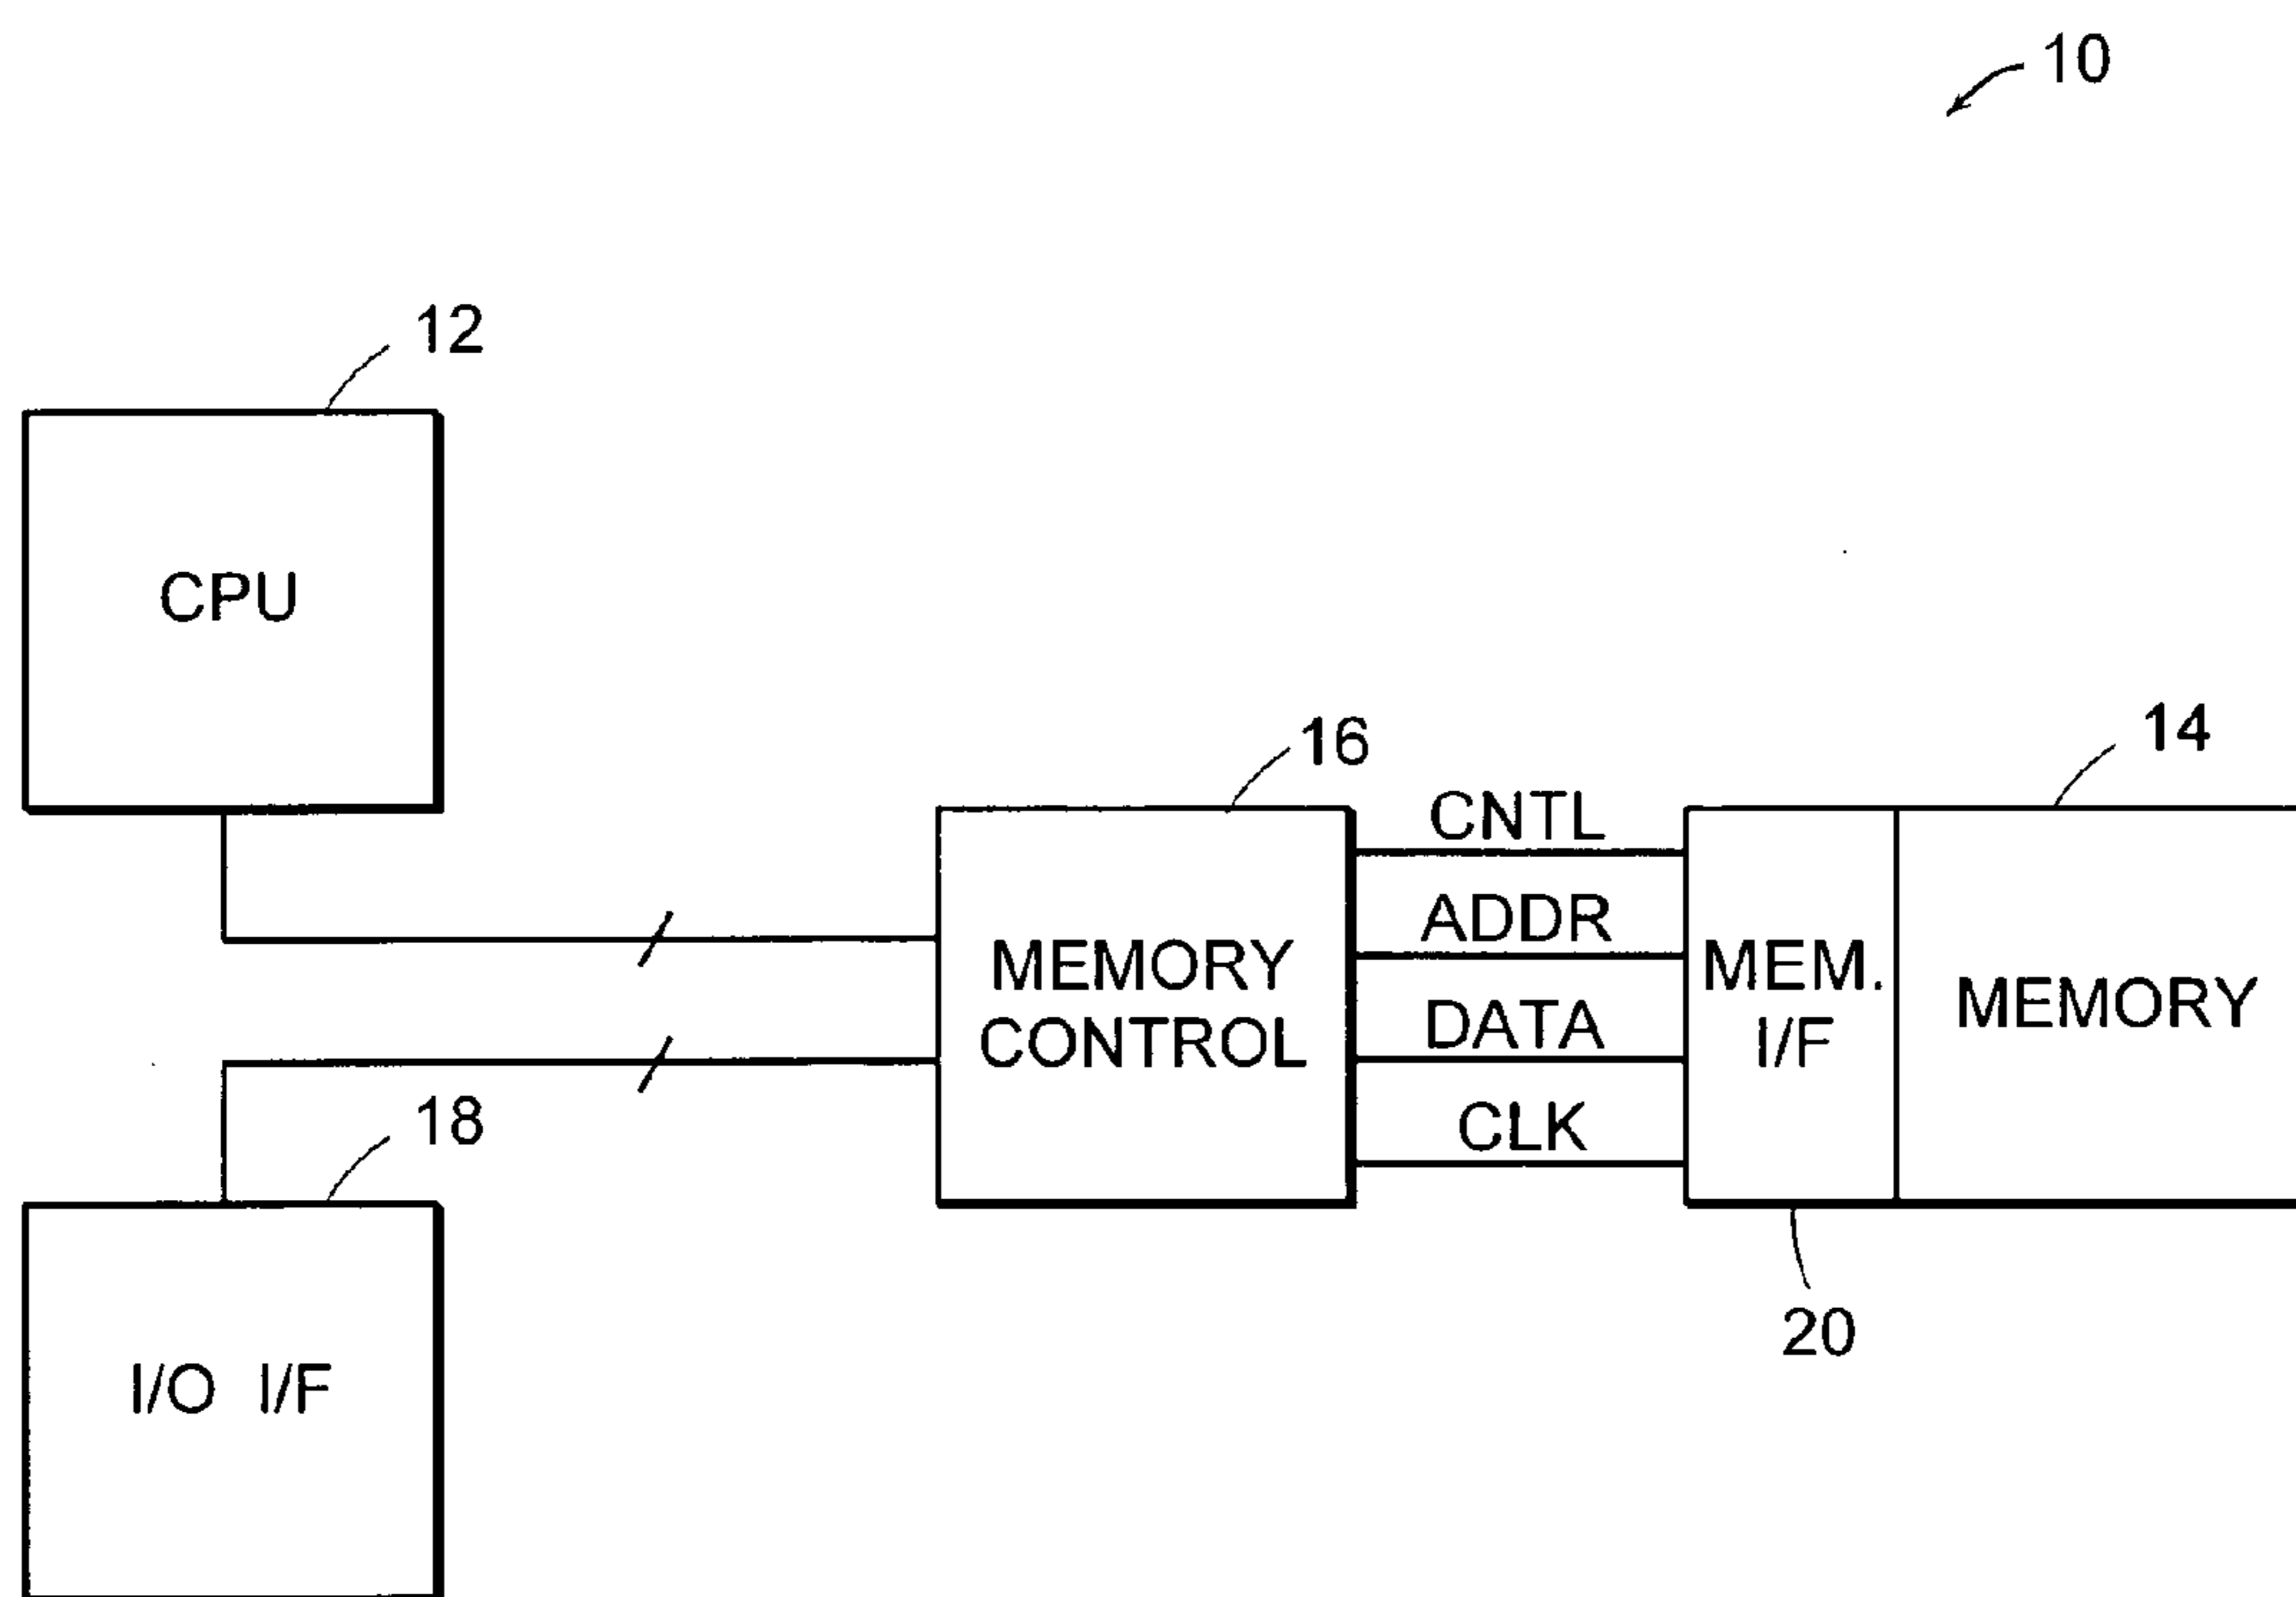 10
12
CPU
16
14
CNTL
ADDR
DATA
CLK
MEMORY
CONTROL
MEM.
I/F
MEMORY
18
I/O I/F
20